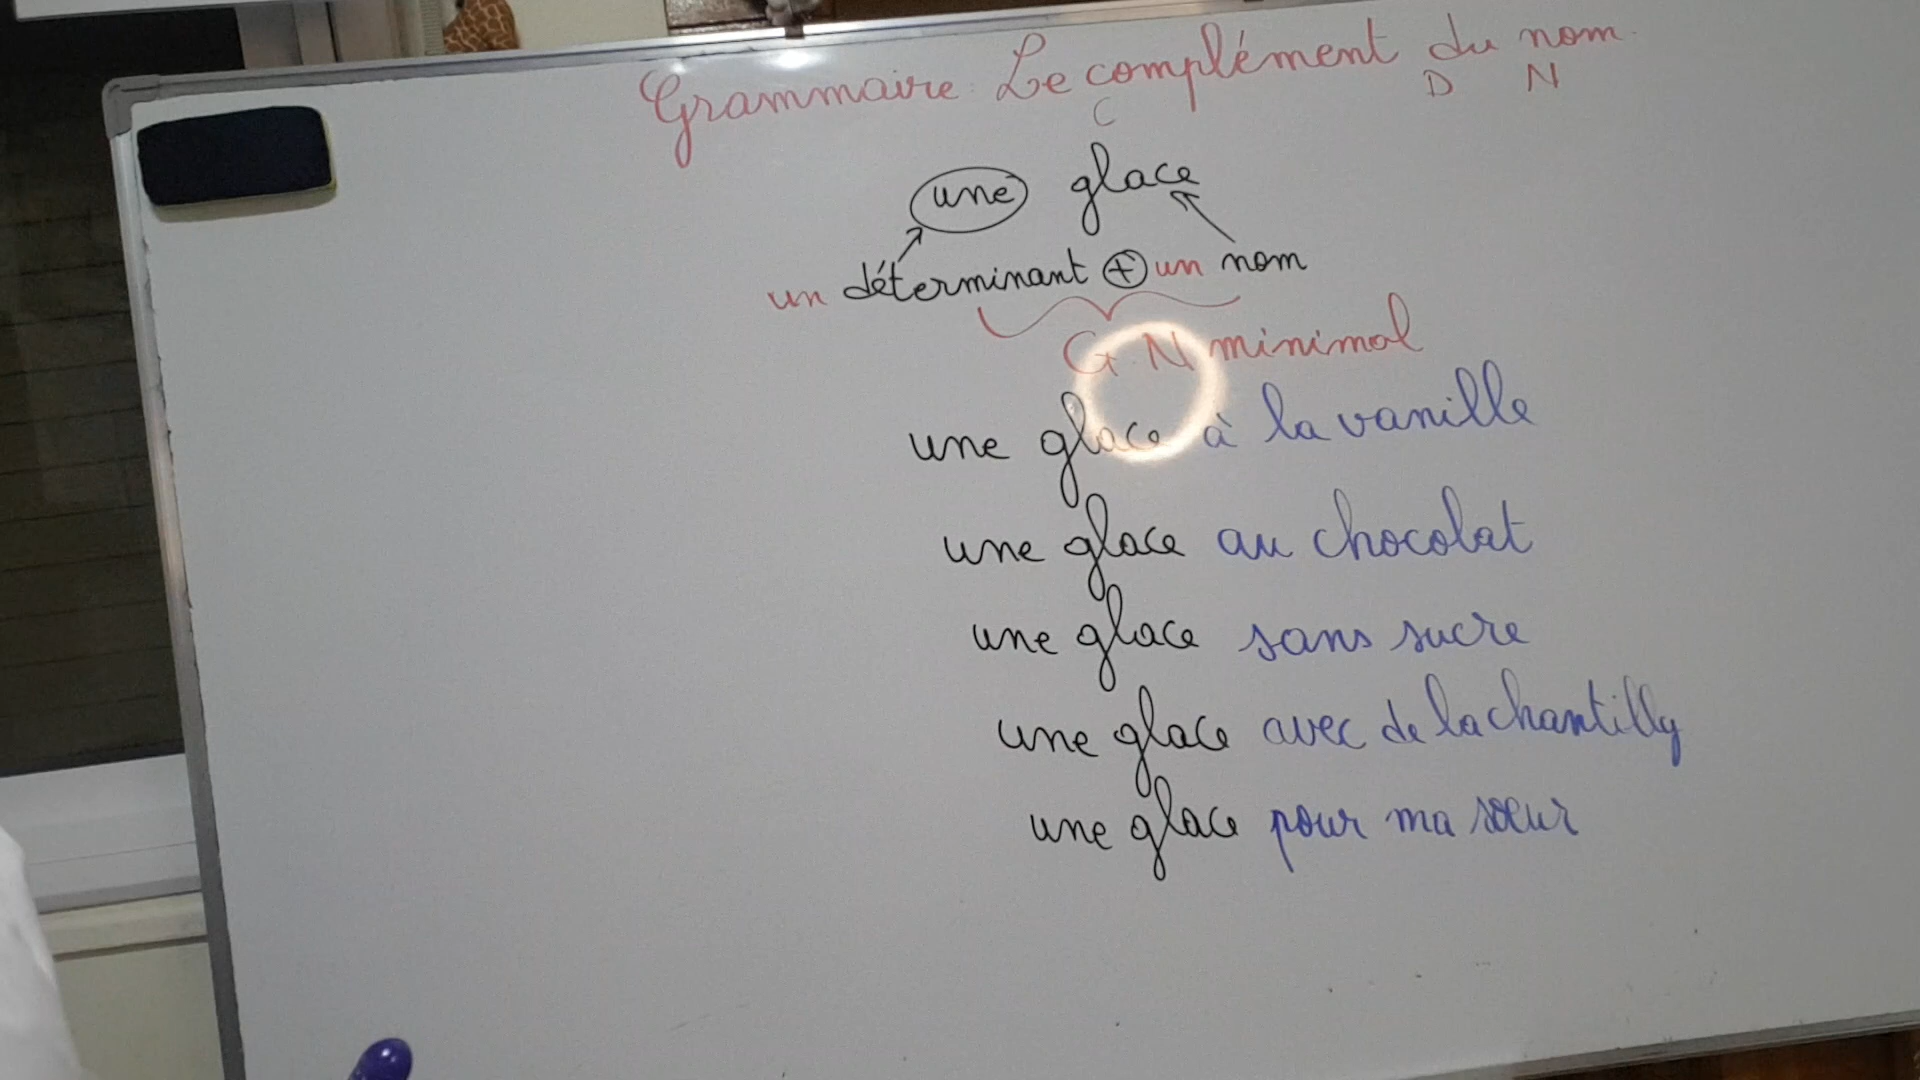 Grammaire: Le complément du nom.
C D N
une glace
un déterminant + un nom
G.N minimal
une glace à la vanille
une glace au chocolat
une glace sans sucre
une glace avec de la chantilly
une glace pour ma sœur